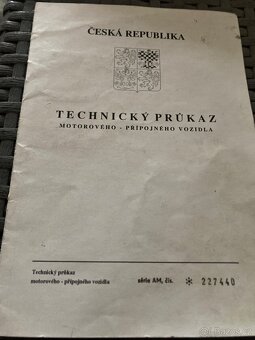 ČESKÁ REPUBLIKA
TECHNICKÝ PRŮKAZ
MOTOROVÉHO - PŘÍPOJNÉHO VOZIDLA
Technický průkaz
motorového - přípojného vozidla
série AM, čís. * 227440